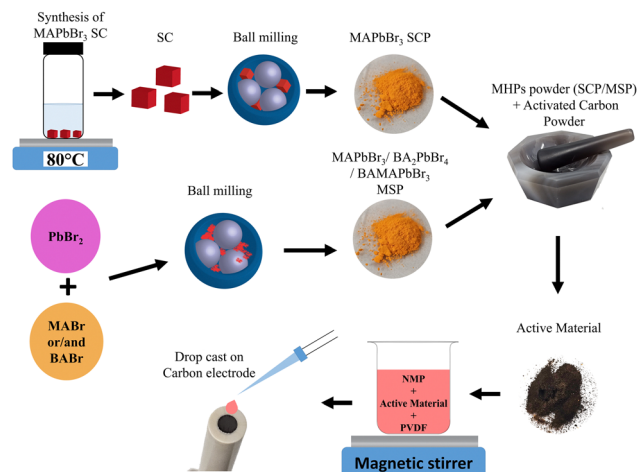 Synthesis of
MAPbBr₃ SC
80°C
SC
Ball milling
MAPbBr₃ SCP
MHPs powder (SCP/MSP)
+ Activated Carbon
Powder
PbBr₂
+
MABr
or/and
BABr
Ball milling
MAPbBr₃/ BA₂PbBr₄
/ BAMAPbBr₃
MSP
Active Material
NMP
+
Active Material
+
PVDF
Magnetic stirrer
Drop cast on
Carbon electrode